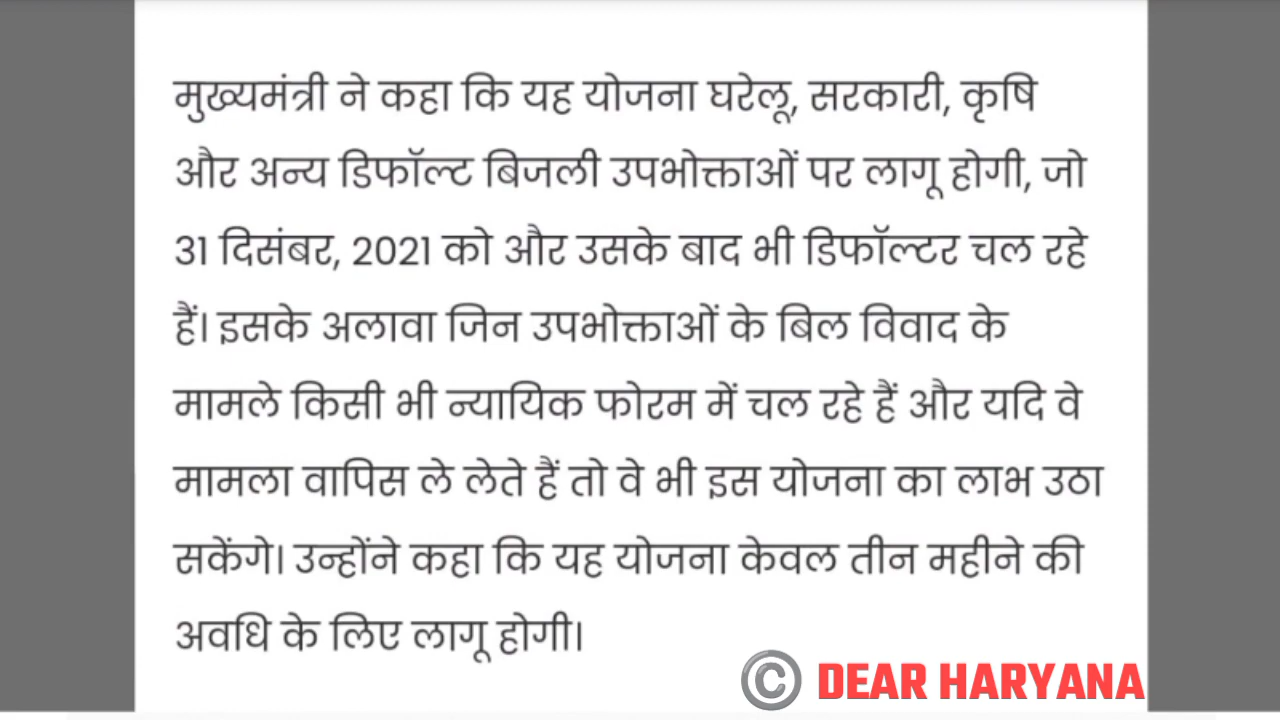 मुख्यमंत्री ने कहा कि यह योजना घरेलू, सरकारी, कृषि
और अन्य डिफॉल्ट बिजली उपभोक्ताओं पर लागू होगी, जो
31 दिसंबर, 2021 को और उसके बाद भी डिफॉल्टर चल रहे
हैं। इसके अलावा जिन उपभोक्ताओं के बिल विवाद के
मामले किसी भी न्यायिक फोरम में चल रहे हैं और यदि वे
मामला वापिस ले लेते हैं तो वे भी इस योजना का लाभ उठा
सकेंगे। उन्होंने कहा कि यह योजना केवल तीन महीने की
अवधि के लिए लागू होगी।
© DEAR HARYANA